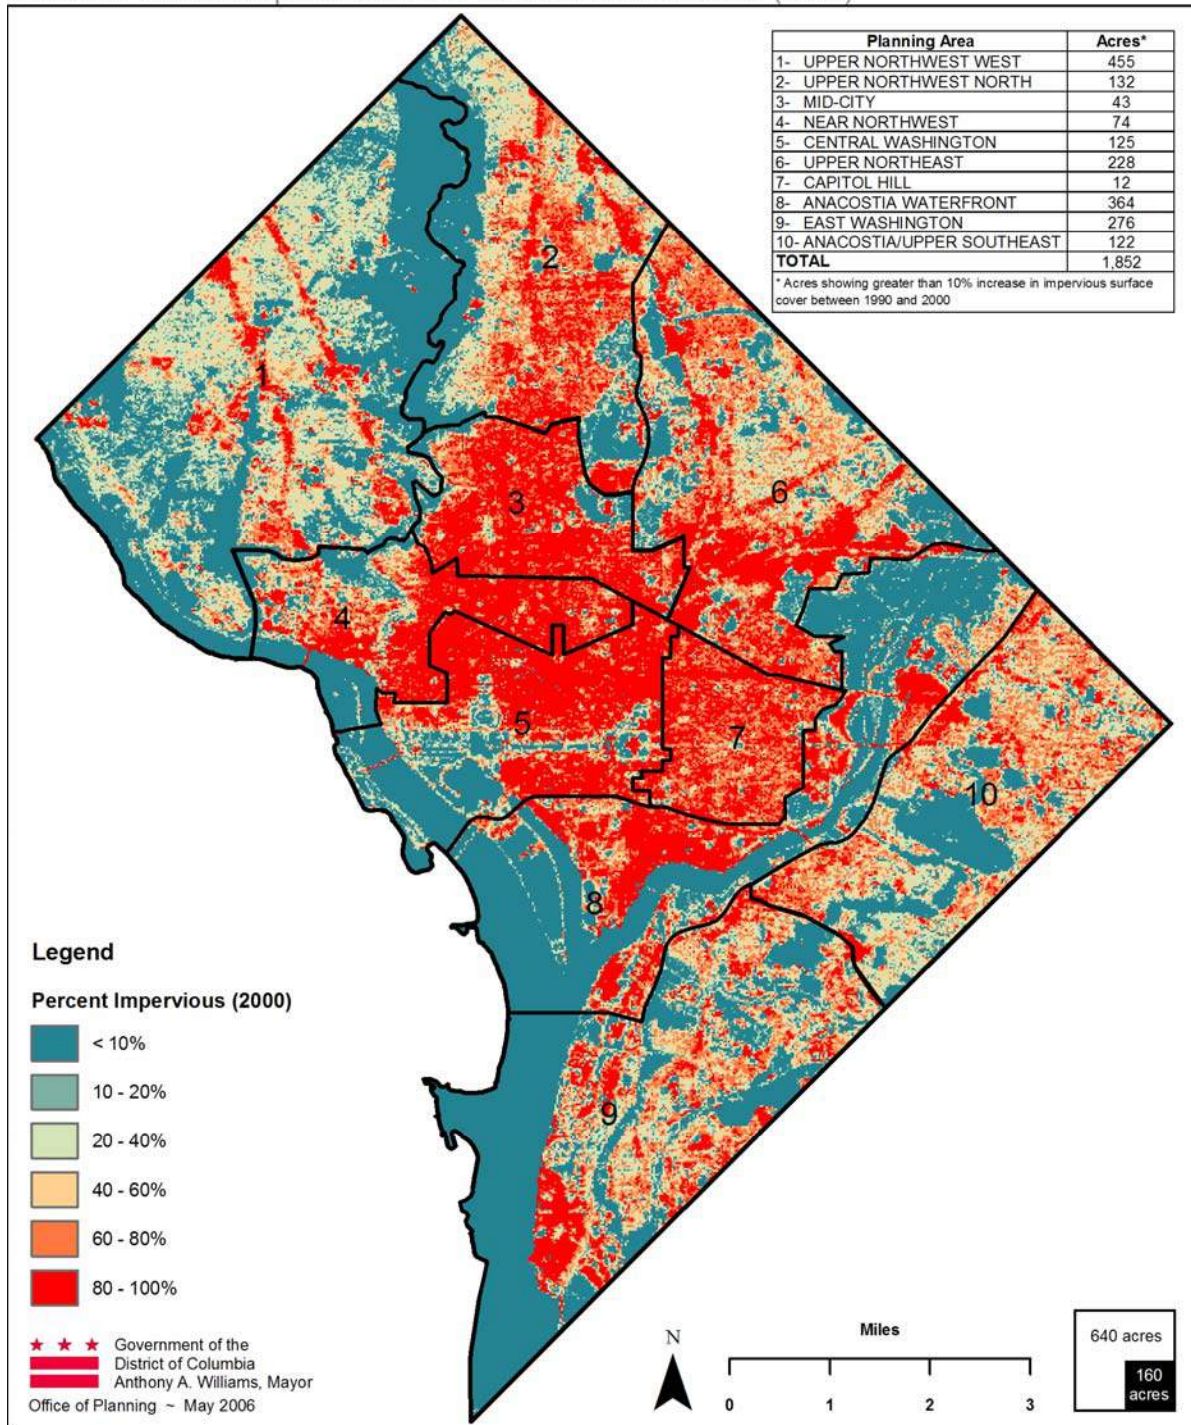 Planning Area Acres*
1- UPPER NORTHWEST WEST 455
2- UPPER NORTHWEST NORTH 132
3- MID-CITY 43
4- NEAR NORTHWEST 74
5- CENTRAL WASHINGTON 125
6- UPPER NORTHEAST 228
7- CAPITOL HILL 12
8- ANACOSTIA WATERFRONT 364
9- EAST WASHINGTON 276
10- ANACOSTIA/UPPER SOUTHEAST 122
TOTAL 1,852
* Acres showing greater than 10% increase in impervious surface
cover between 1990 and 2000
2
1
3
6
4
5
7
10
8
9
Legend
Percent Impervious (2000)
< 10%
10 - 20%
20 - 40%
40 - 60%
60 - 80%
80 - 100%
Government of the
District of Columbia
Anthony A. Williams, Mayor
Office of Planning ~ May 2006
N
Miles
0 1 2 3
640 acres
160
acres